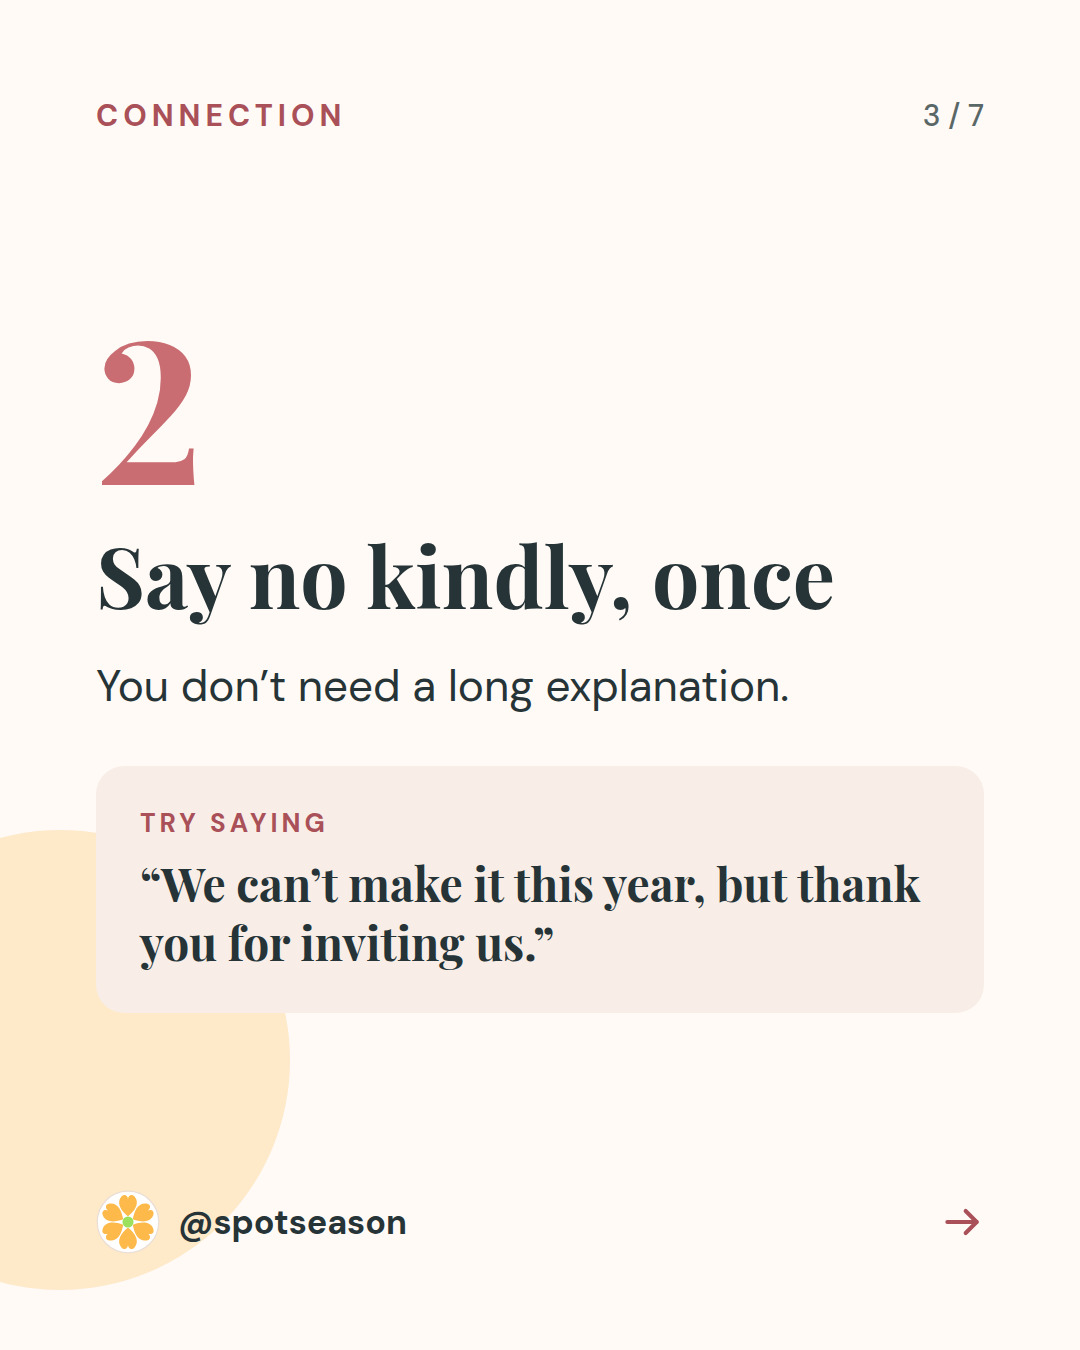 CONNECTION
3 / 7
2
Say no kindly, once
You don’t need a long explanation.
TRY SAYING
“We can’t make it this year, but thank
you for inviting us.”
@spotseason